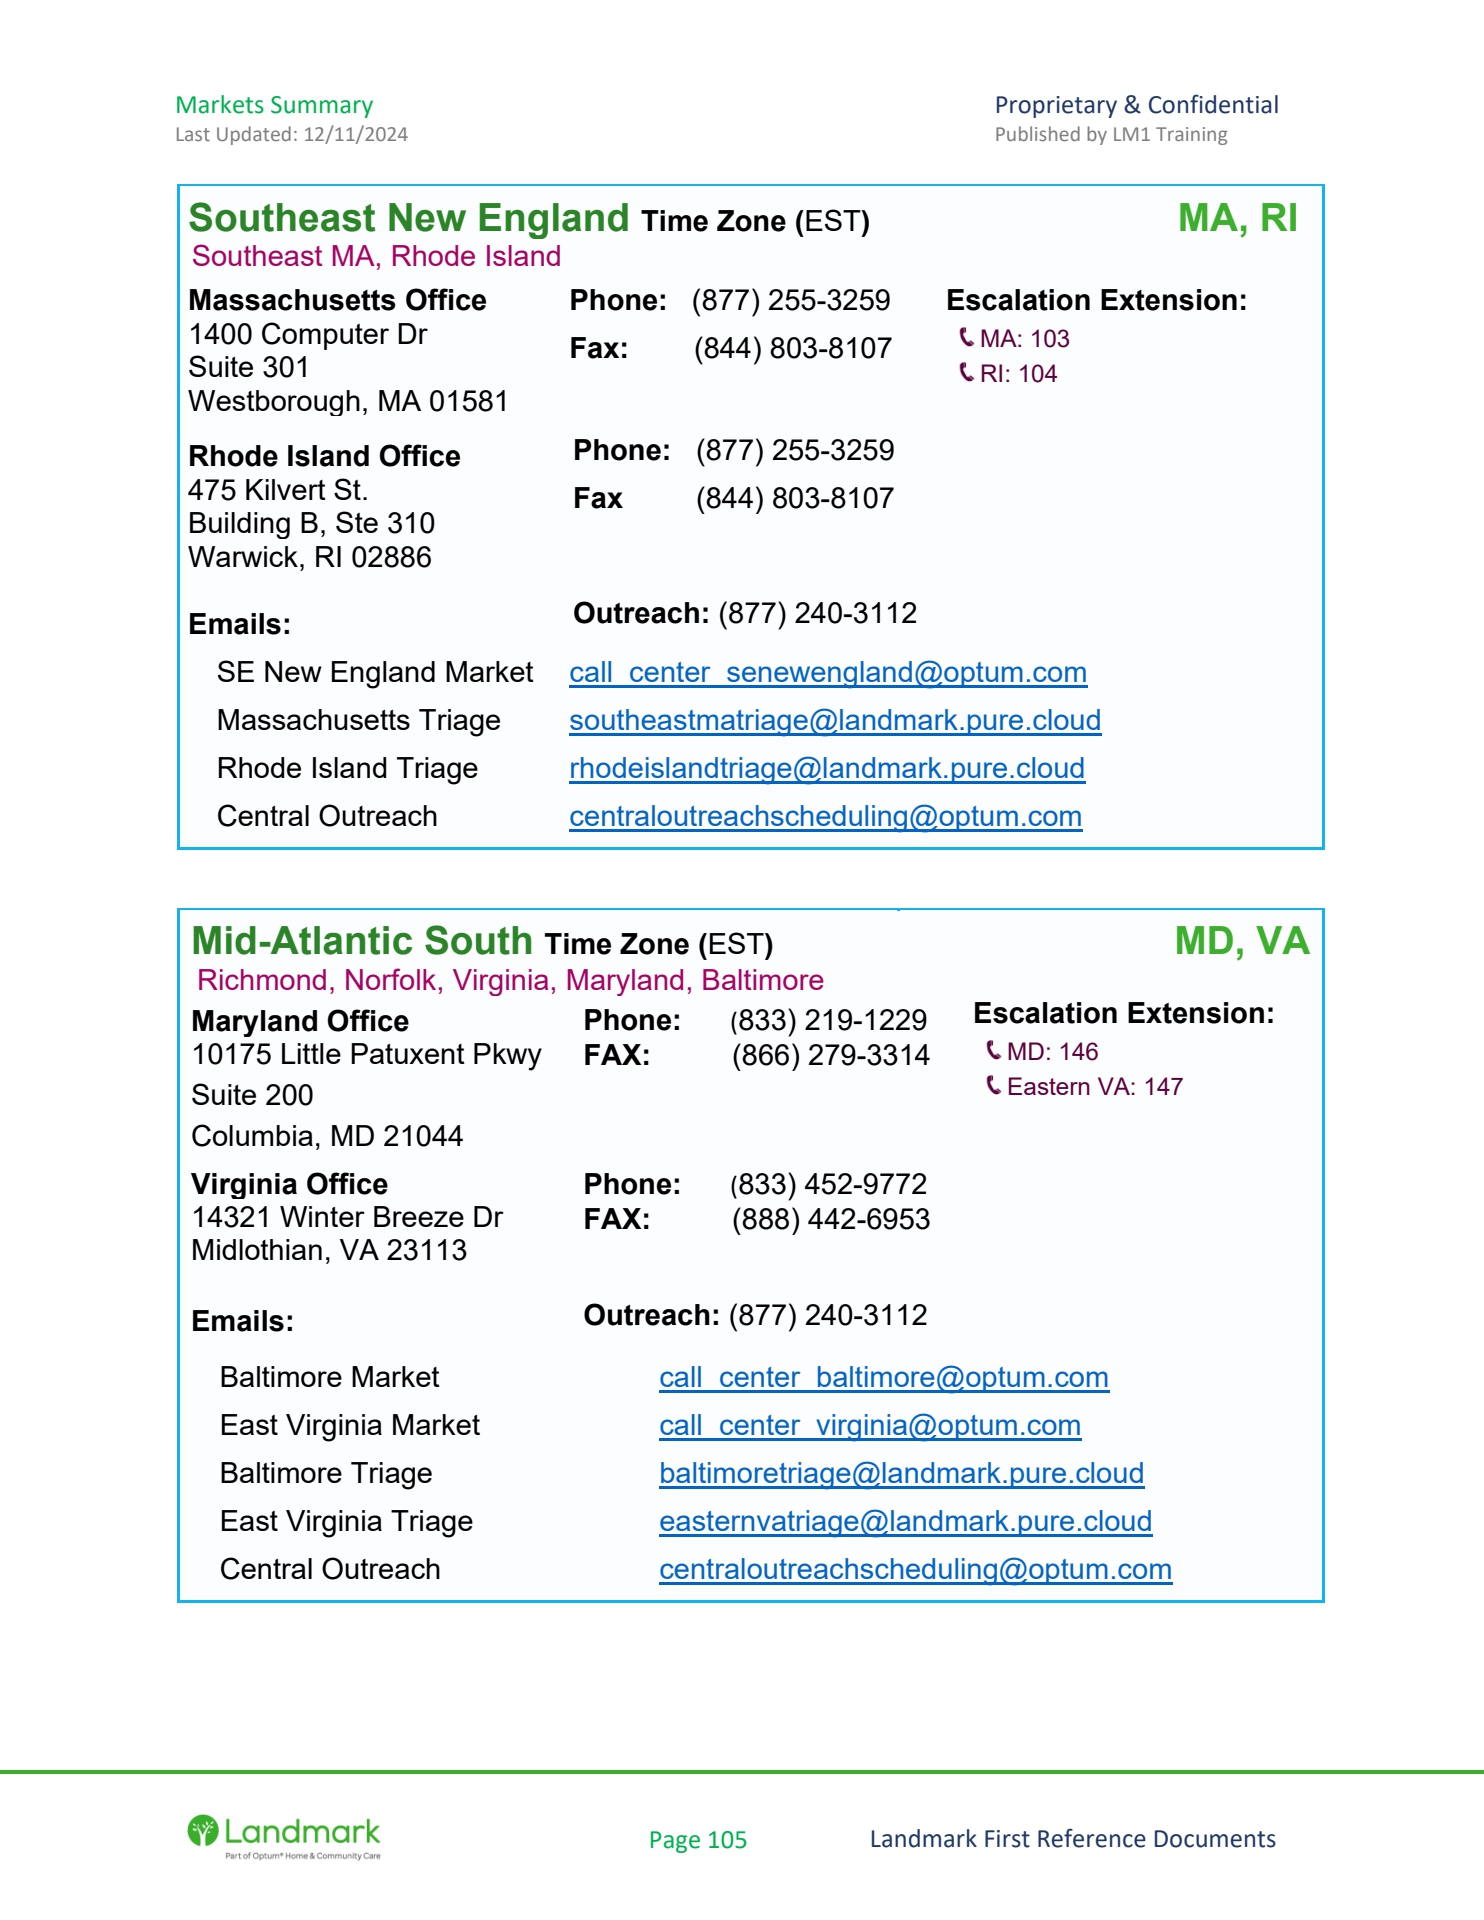 Markets Summary
Proprietary & Confidential
Last Updated: 12/11/2024
Published by LM1 Training
Southeast New England Time Zone (EST) MA, RI
Southeast MA, Rhode Island
Massachusetts Office Phone: (877) 255-3259 Escalation Extension:
1400 Computer Dr Fax: (844) 803-8107 MA: 103
Suite 301 RI: 104
Westborough, MA 01581
Rhode Island Office Phone: (877) 255-3259
475 Kilvert St. Fax (844) 803-8107
Building B, Ste 310
Warwick, RI 02886
Emails: Outreach: (877) 240-3112
SE New England Market call_center_senewengland@optum.com
Massachusetts Triage southeastmatriage@landmark.pure.cloud
Rhode Island Triage rhodeislandtriage@landmark.pure.cloud
Central Outreach centraloutreachscheduling@optum.com
Mid-Atlantic South Time Zone (EST) MD, VA
Richmond, Norfolk, Virginia, Maryland, Baltimore
Maryland Office Phone: (833) 219-1229 Escalation Extension:
10175 Little Patuxent Pkwy FAX: (866) 279-3314 MD: 146
Suite 200 Eastern VA: 147
Columbia, MD 21044
Virginia Office Phone: (833) 452-9772
14321 Winter Breeze Dr FAX: (888) 442-6953
Midlothian, VA 23113
Emails: Outreach: (877) 240-3112
Baltimore Market call_center_baltimore@optum.com
East Virginia Market call_center_virginia@optum.com
Baltimore Triage baltimoretriage@landmark.pure.cloud
East Virginia Triage easternvatriage@landmark.pure.cloud
Central Outreach centraloutreachscheduling@optum.com
Landmark
Part of Optum® Home & Community Care
Page 105
Landmark First Reference Documents